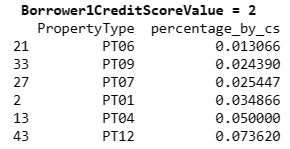 Borrower1CreditScoreValue = 2
PropertyType percentage_by_cs
21 PT06 0.013066
33 PT09 0.024390
27 PT07 0.025447
2 PT01 0.034866
13 PT04 0.050000
43 PT12 0.073620